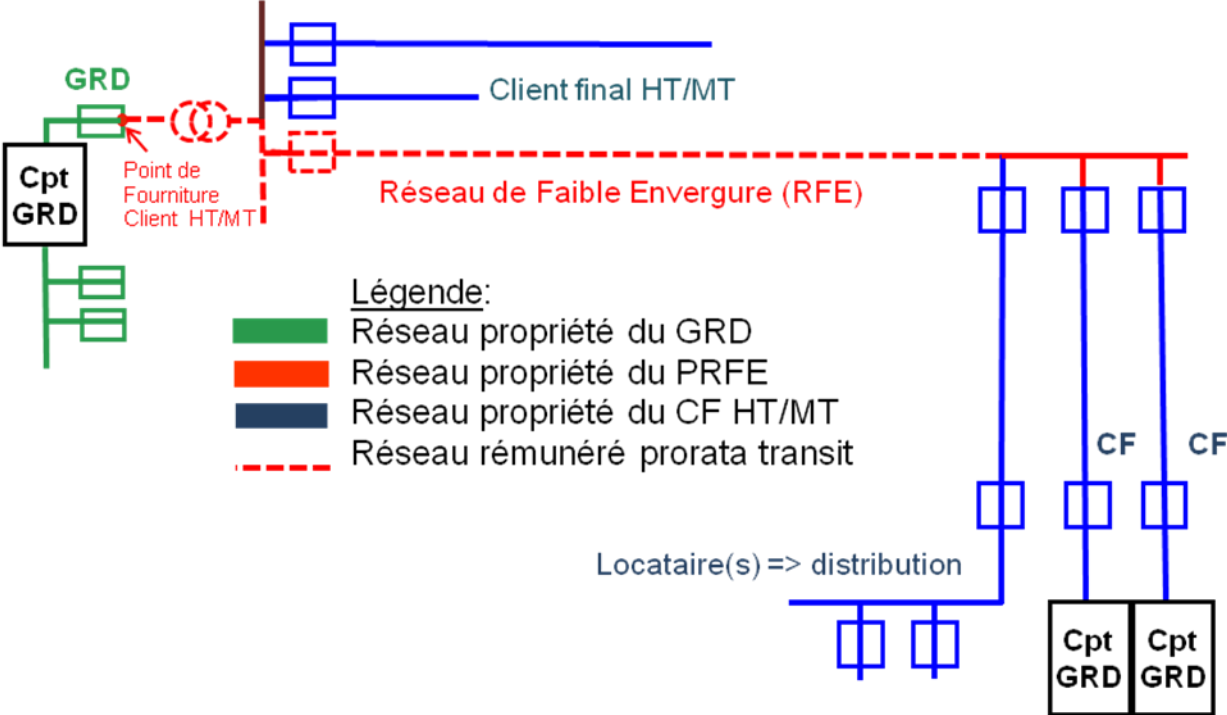 GRD
Client final HT/MT
Cpt
GRD
Point de
Fourniture
Client HT/MT
Réseau de Faible Envergure (RFE)
Légende:
Réseau propriété du GRD
Réseau propriété du PRFE
Réseau propriété du CF HT/MT
Réseau rémunéré prorata transit
CF
CF
Locataire(s) => distribution
Cpt
GRD
Cpt
GRD